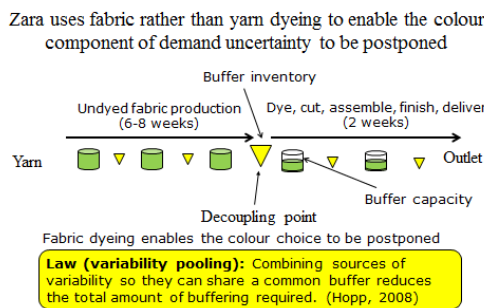 Zara uses fabric rather than yarn dyeing to enable the colour
component of demand uncertainty to be postponed
Buffer inventory
Undyed fabric production
(6-8 weeks)
Dye, cut, assemble, finish, deliver
(2 weeks)
Yarn
Outlet
Buffer capacity
Decoupling point
Fabric dyeing enables the colour choice to be postponed
Law (variability pooling): Combining sources of
variability so they can share a common buffer reduces
the total amount of buffering required. (Hopp, 2008)